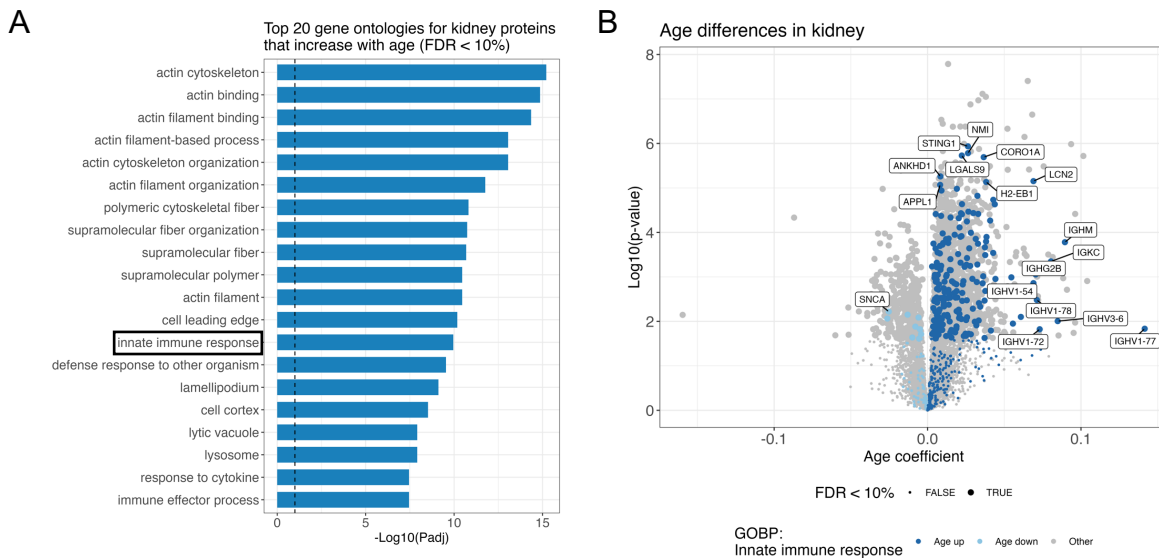 A
Top 20 gene ontologies for kidney proteins
that increase with age (FDR < 10%)
actin cytoskeleton
actin binding
actin filament binding
actin filament-based process
actin cytoskeleton organization
actin filament organization
polymeric cytoskeletal fiber
supramolecular fiber organization
supramolecular fiber
supramolecular polymer
actin filament
cell leading edge
innate immune response
defense response to other organism
lamellipodium
cell cortex
lytic vacuole
lysosome
response to cytokine
immune effector process
0 5 10 15
-Log10(Padj)
B
Age differences in kidney
Log10(p-value)
8
6
4
2
0
STING1
NMI
CORO1A
ANKHD1
LGALS9
LCN2
APPL1
H2-EB1
IGHM
IGKC
IGHG2B
SNCA
IGHV1-54
IGHV1-78
IGHV3-6
IGHV1-72
IGHV1-77
-0.1 0.0 0.1
Age coefficient
FDR < 10% FALSE TRUE
GOBP:
Innate immune response Age up Age down Other